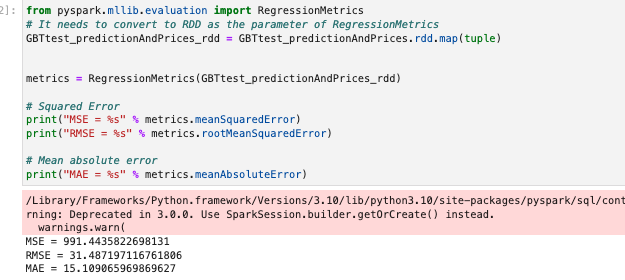 2]: from pyspark.mllib.evaluation import RegressionMetrics
# It needs to convert to RDD as the parameter of RegressionMetrics
GBTtest_predictionAndPrices_rdd = GBTtest_predictionAndPrices.rdd.map(tuple)
metrics = RegressionMetrics(GBTtest_predictionAndPrices_rdd)
# Squared Error
print("MSE = %s" % metrics.meanSquaredError)
print("RMSE = %s" % metrics.rootMeanSquaredError)
# Mean absolute error
print("MAE = %s" % metrics.meanAbsoluteError)
/Library/Frameworks/Python.framework/Versions/3.10/lib/python3.10/site-packages/pyspark/sql/cont
rning: Deprecated in 3.0.0. Use SparkSession.builder.getOrCreate() instead.
warnings.warn(
MSE = 991.4435822698131
RMSE = 31.487197116761806
MAE = 15.109065969869627